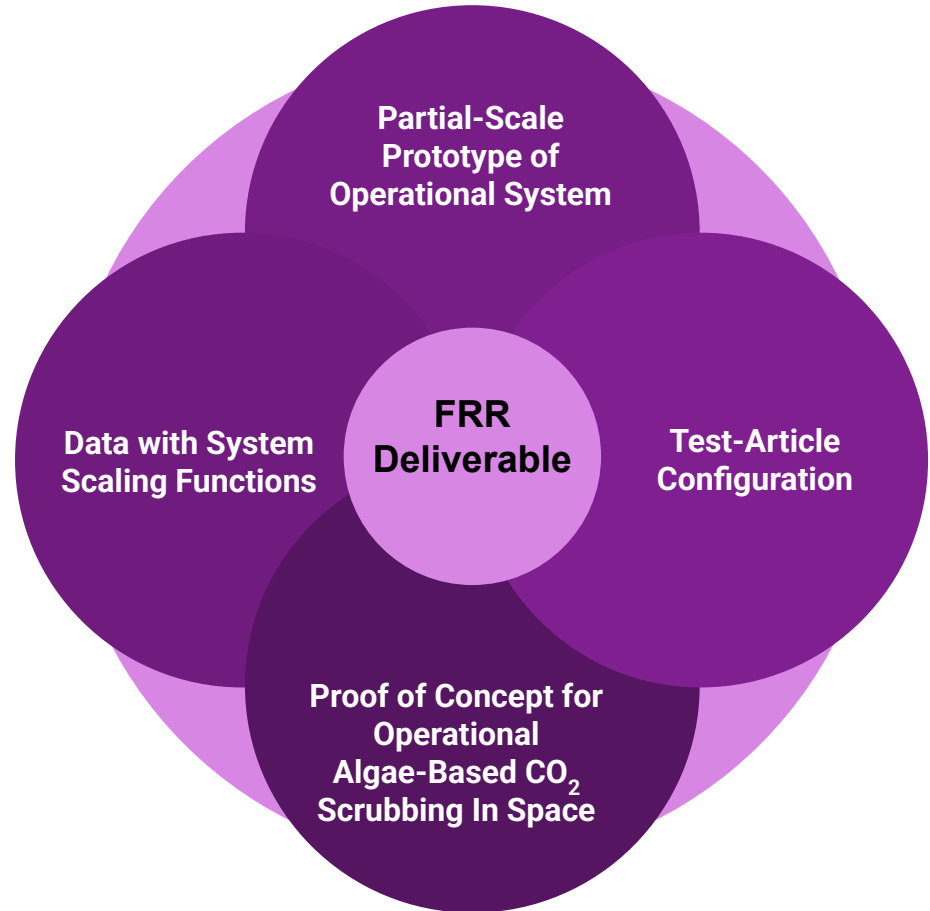 Partial-Scale
Prototype of
Operational System
Data with System
Scaling Functions
FRR
Deliverable
Test-Article
Configuration
Proof of Concept for
Operational
Algae-Based CO₂
Scrubbing In Space